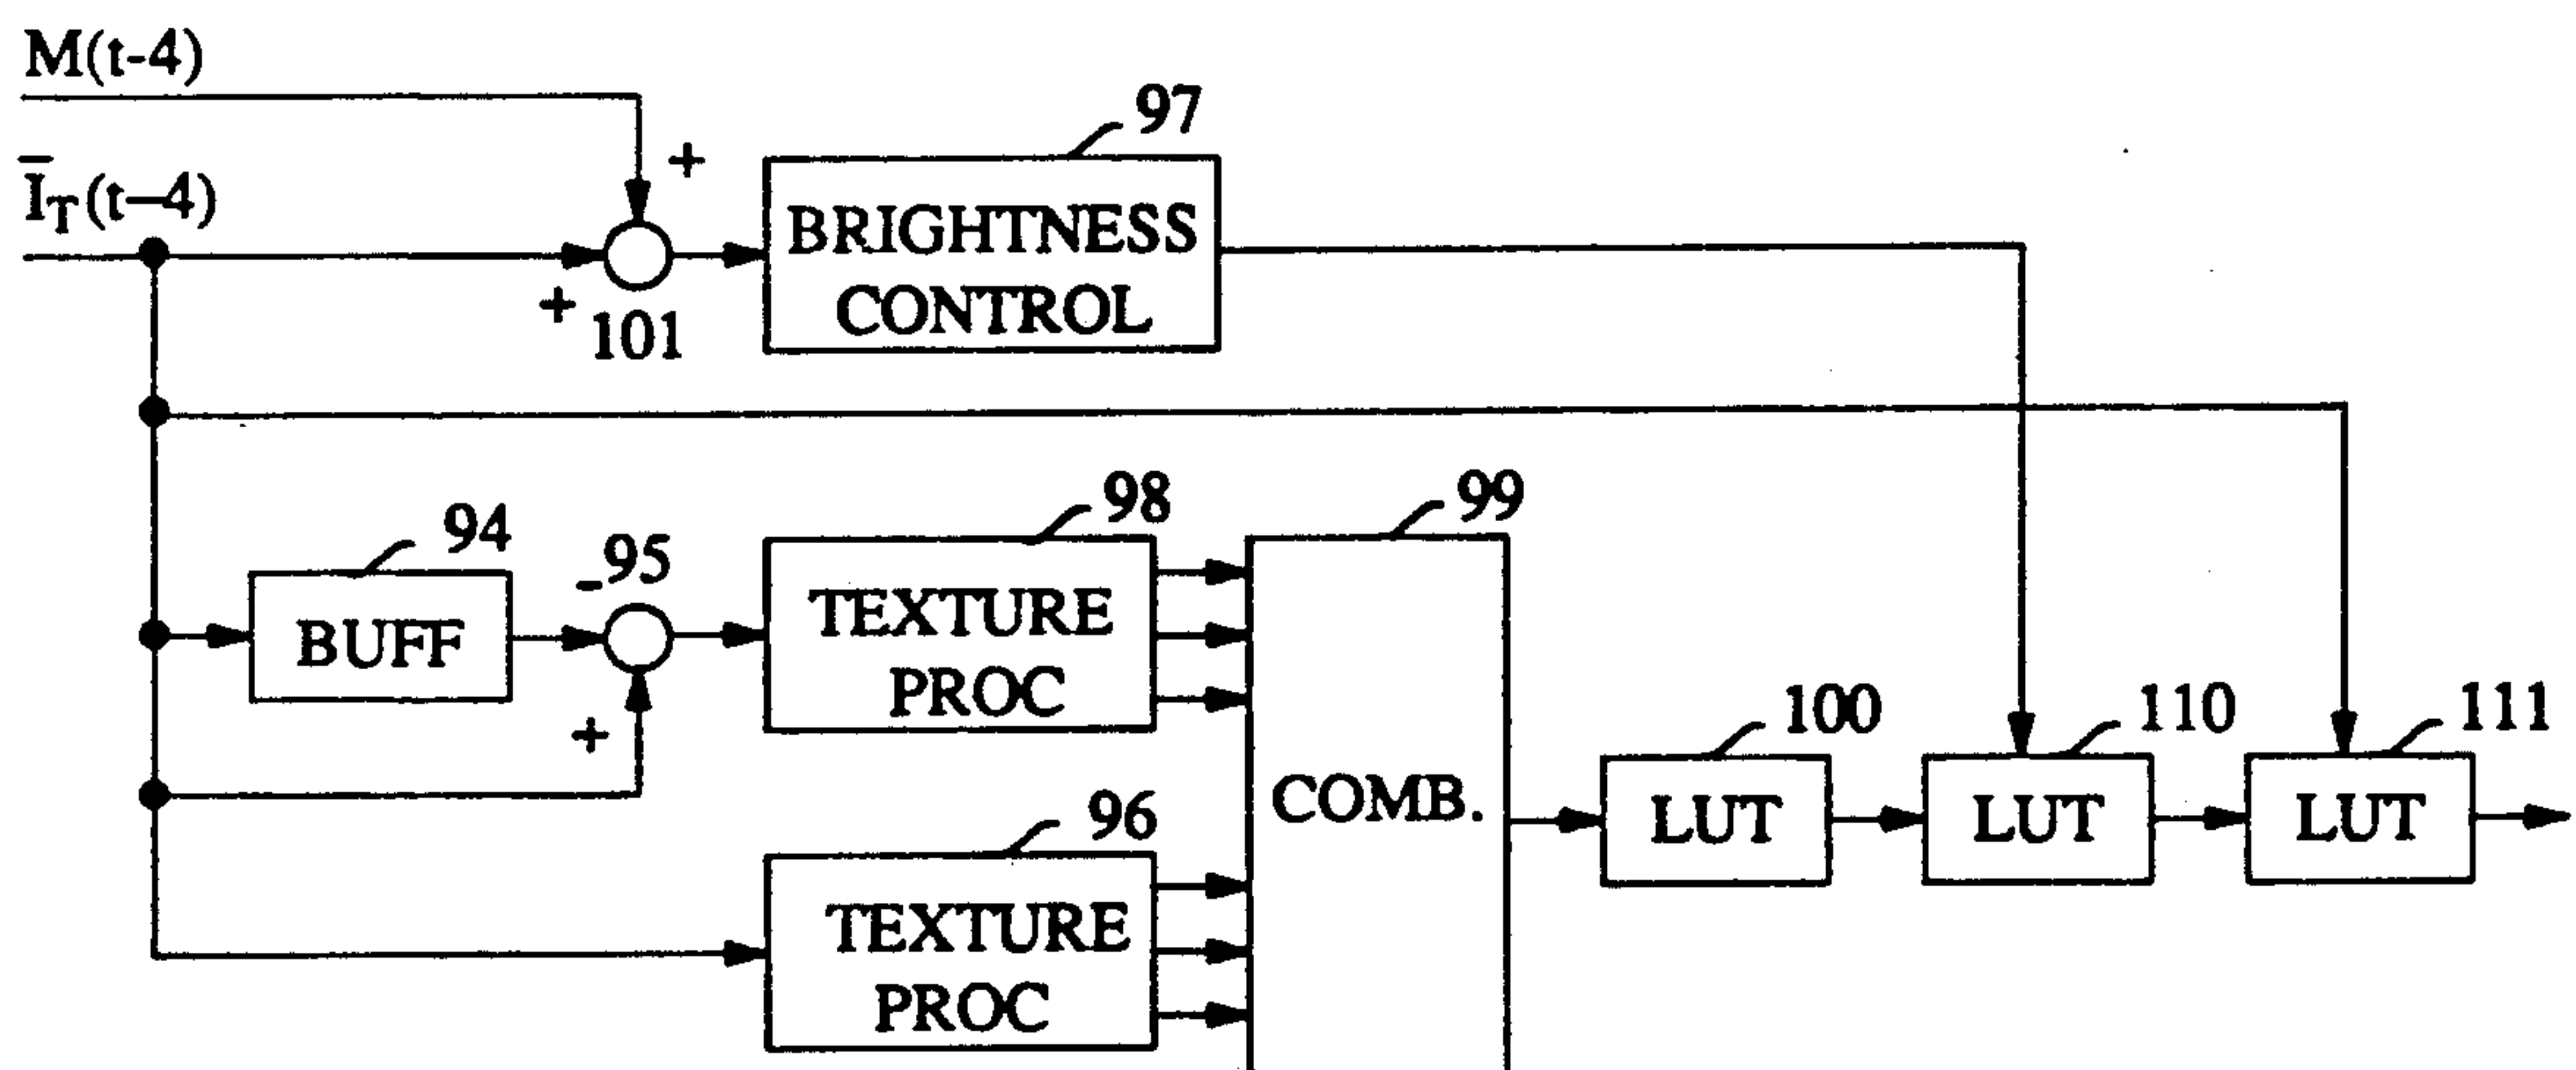 M(t-4)
97
+
I̅T(t–4)
BRIGHTNESS
CONTROL
+
101
94
-
95
98
99
BUFF
TEXTURE
PROC
+
100
110
111
96
COMB.
LUT
LUT
LUT
TEXTURE
PROC